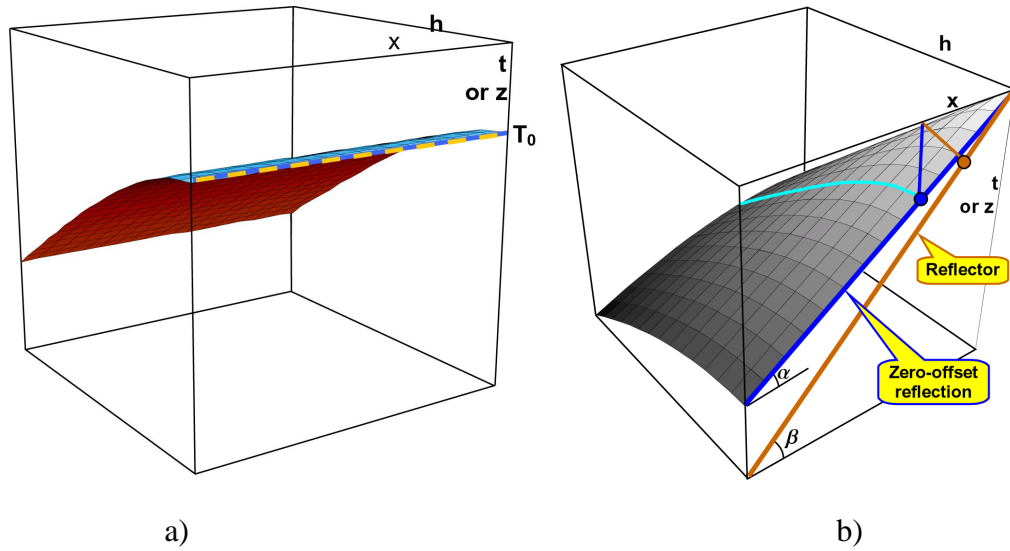 h
x
t
or z
T₀
a)
h
x
t
or z
Reflector
Zero-offset
reflection
α
β
b)